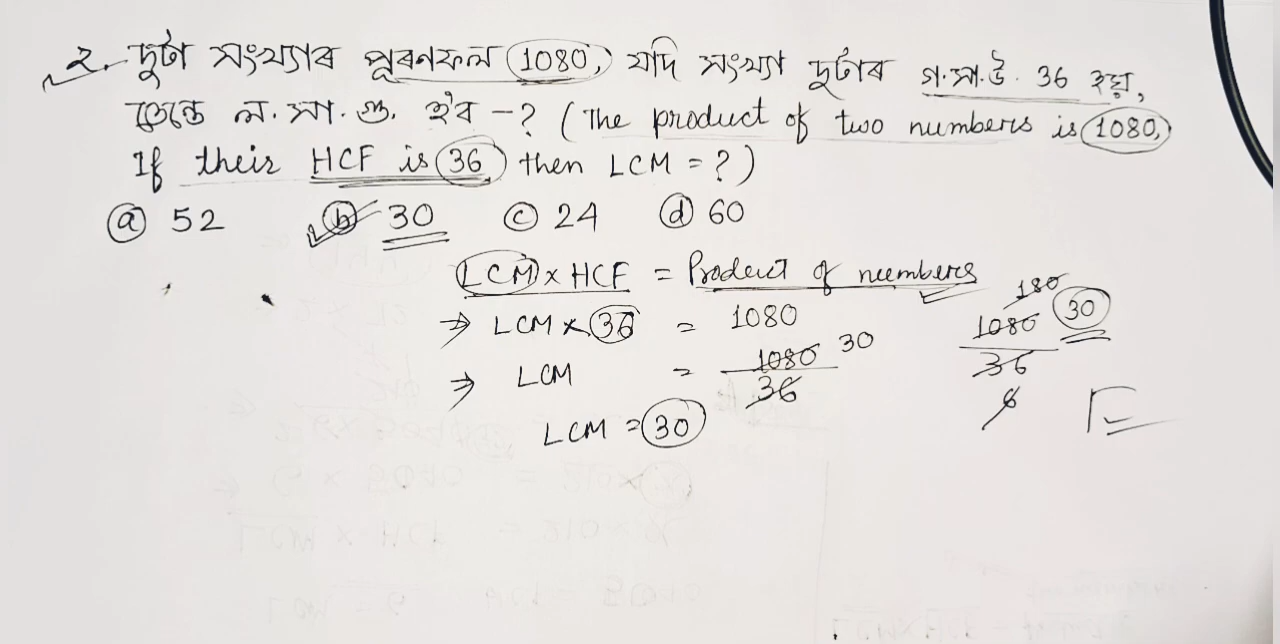 ২. দুটা সংখ্যাৰ পূৰণফল 1080, যদি সংখ্যা দুটাৰ গ.সা.উ. 36 হয়,
তেন্তে ল.সা.গু. হ'ব -? (The product of two numbers is 1080,
If their HCF is 36 then LCM = ?)
ⓐ 52 ⓑ 30 ⓒ 24 ⓓ 60
LCM x HCF = Product of numbers
⇒ LCM x 36 = 1080
⇒ LCM = 1080/36 30
LCM = 30
180
1080 30
36
6